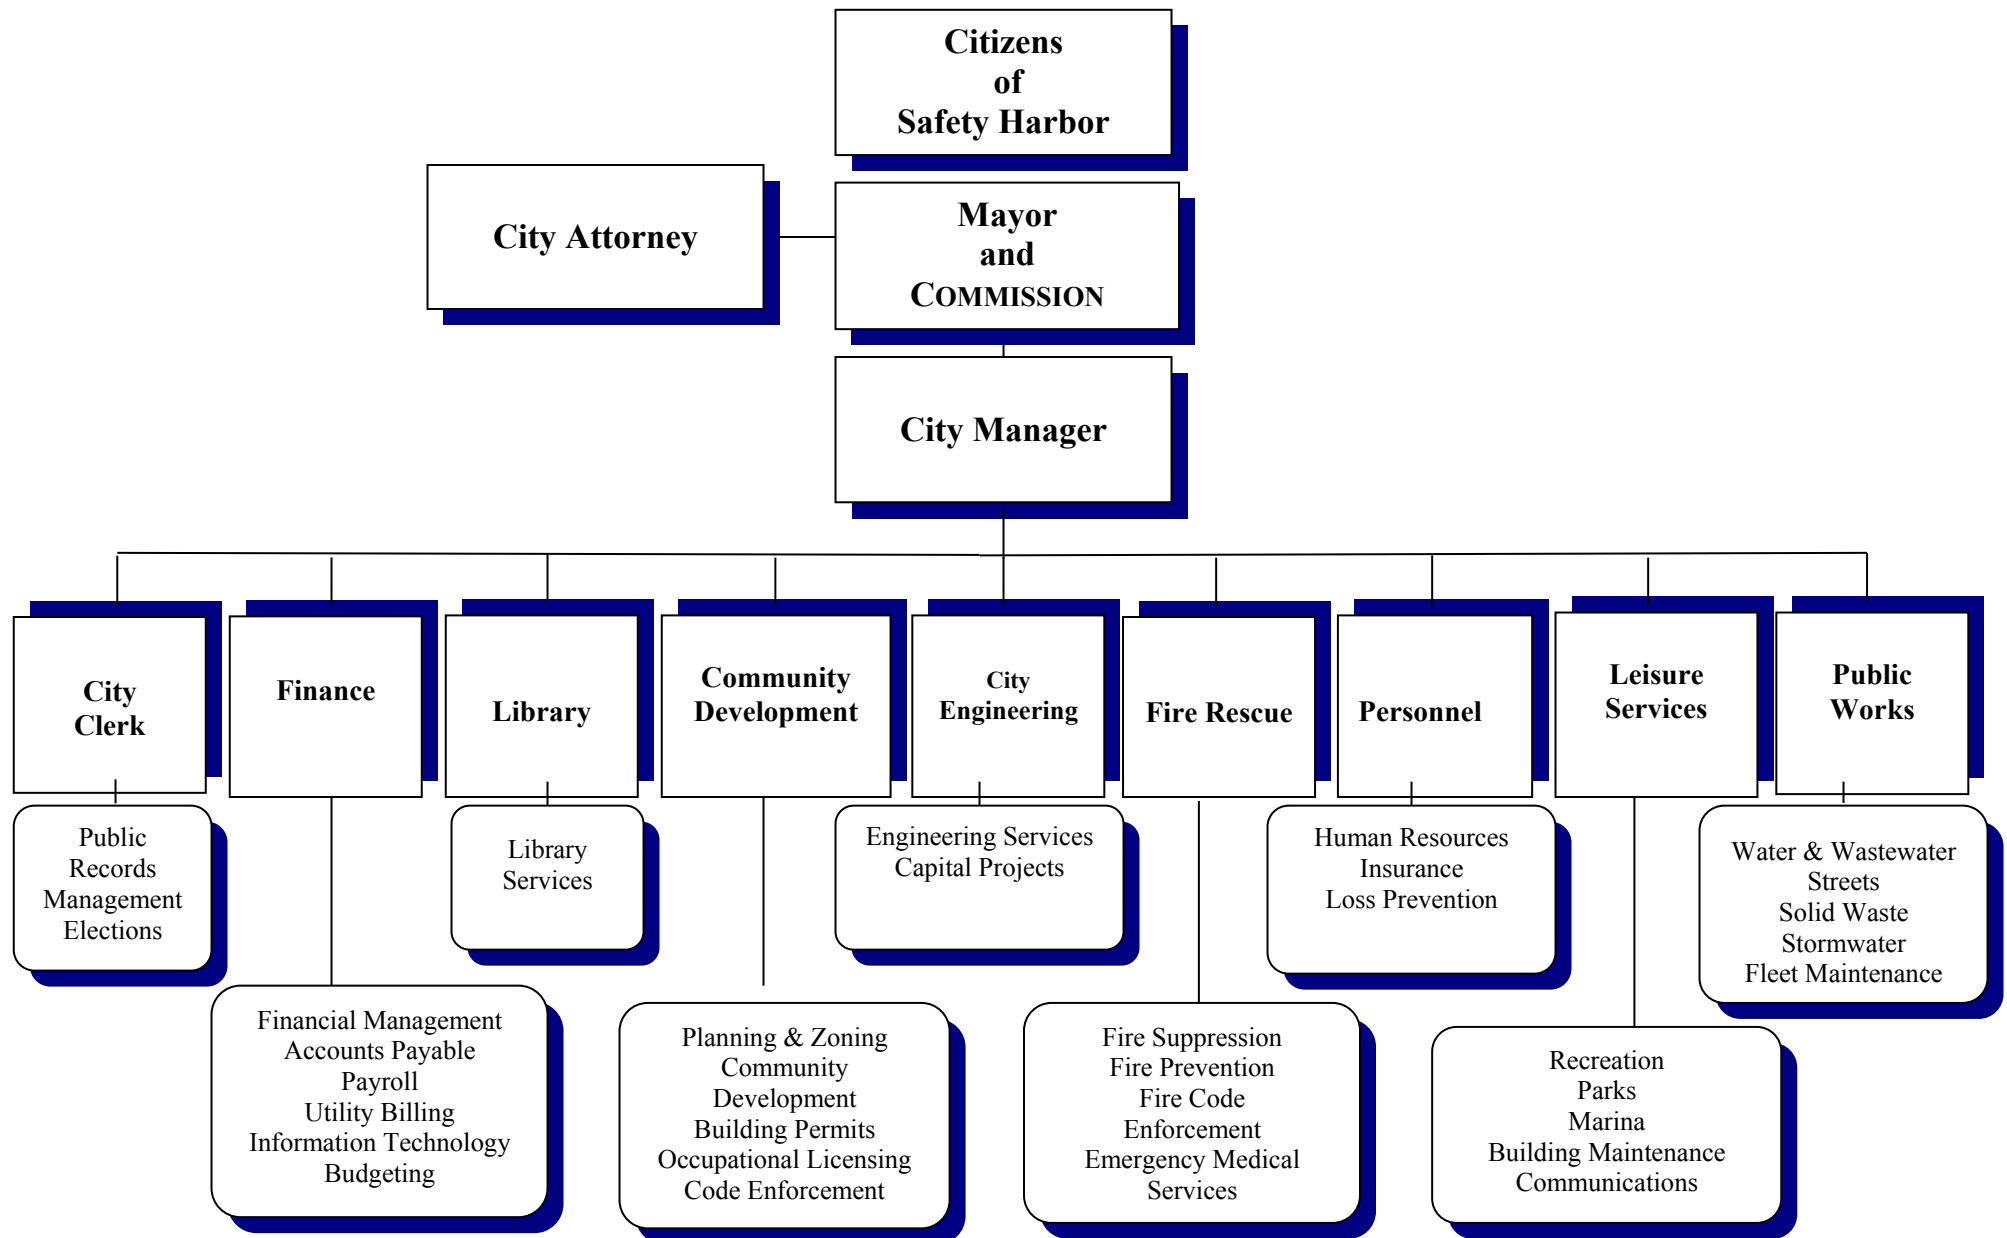 Citizens
of
Safety Harbor
City Attorney
Mayor
and
COMMISSION
City Manager
City
Clerk
Finance
Library
Community
Development
City
Engineering
Fire Rescue
Personnel
Leisure
Services
Public
Works
Public
Records
Management
Elections
Library
Services
Engineering Services
Capital Projects
Human Resources
Insurance
Loss Prevention
Water & Wastewater
Streets
Solid Waste
Stormwater
Fleet Maintenance
Financial Management
Accounts Payable
Payroll
Utility Billing
Information Technology
Budgeting
Planning & Zoning
Community
Development
Building Permits
Occupational Licensing
Code Enforcement
Fire Suppression
Fire Prevention
Fire Code
Enforcement
Emergency Medical
Services
Recreation
Parks
Marina
Building Maintenance
Communications